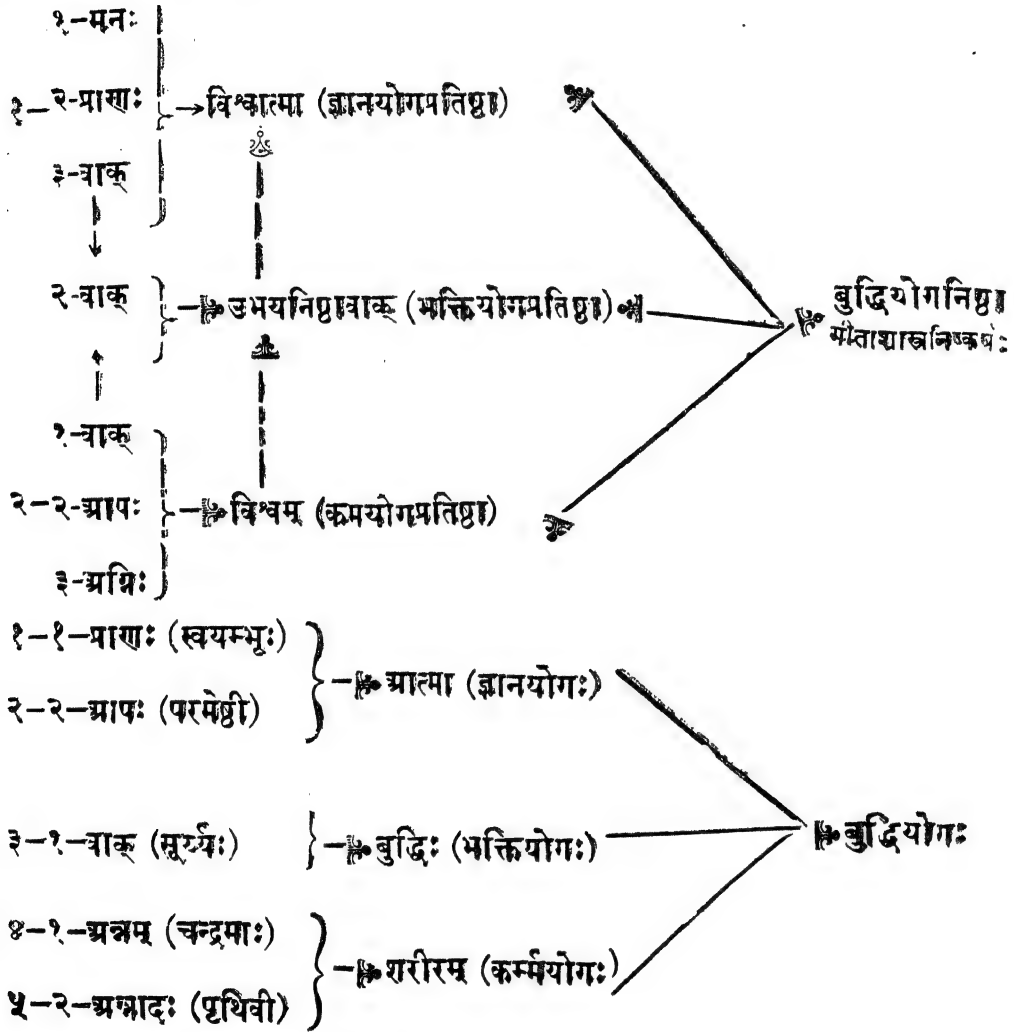 १-मनः
१-२-प्राणः →विश्वात्मा (ज्ञानयोगप्रतिष्ठा)
३-वाक्
२-वाक् उभयनिष्ठावाक् (भक्तियोगप्रतिष्ठा)
बुद्धियोगनिष्ठा
गीताशास्त्रनिष्कर्षः
१-वाक्
२-२-आपः विश्वम् (कमयोगप्रतिष्ठा)
३-अग्निः
१-१-प्राणः (स्वयम्भूः)
आत्मा (ज्ञानयोगः)
२-२-आपः (परमेष्ठी)
३-१-वाक् (सूर्य्यः) बुद्धिः (भक्तियोगः) बुद्धियोगः
४-१-अन्नम् (चन्द्रमाः)
शरीरम् (कर्म्मयोगः)
५-२-अन्नादः (पृथिवी)